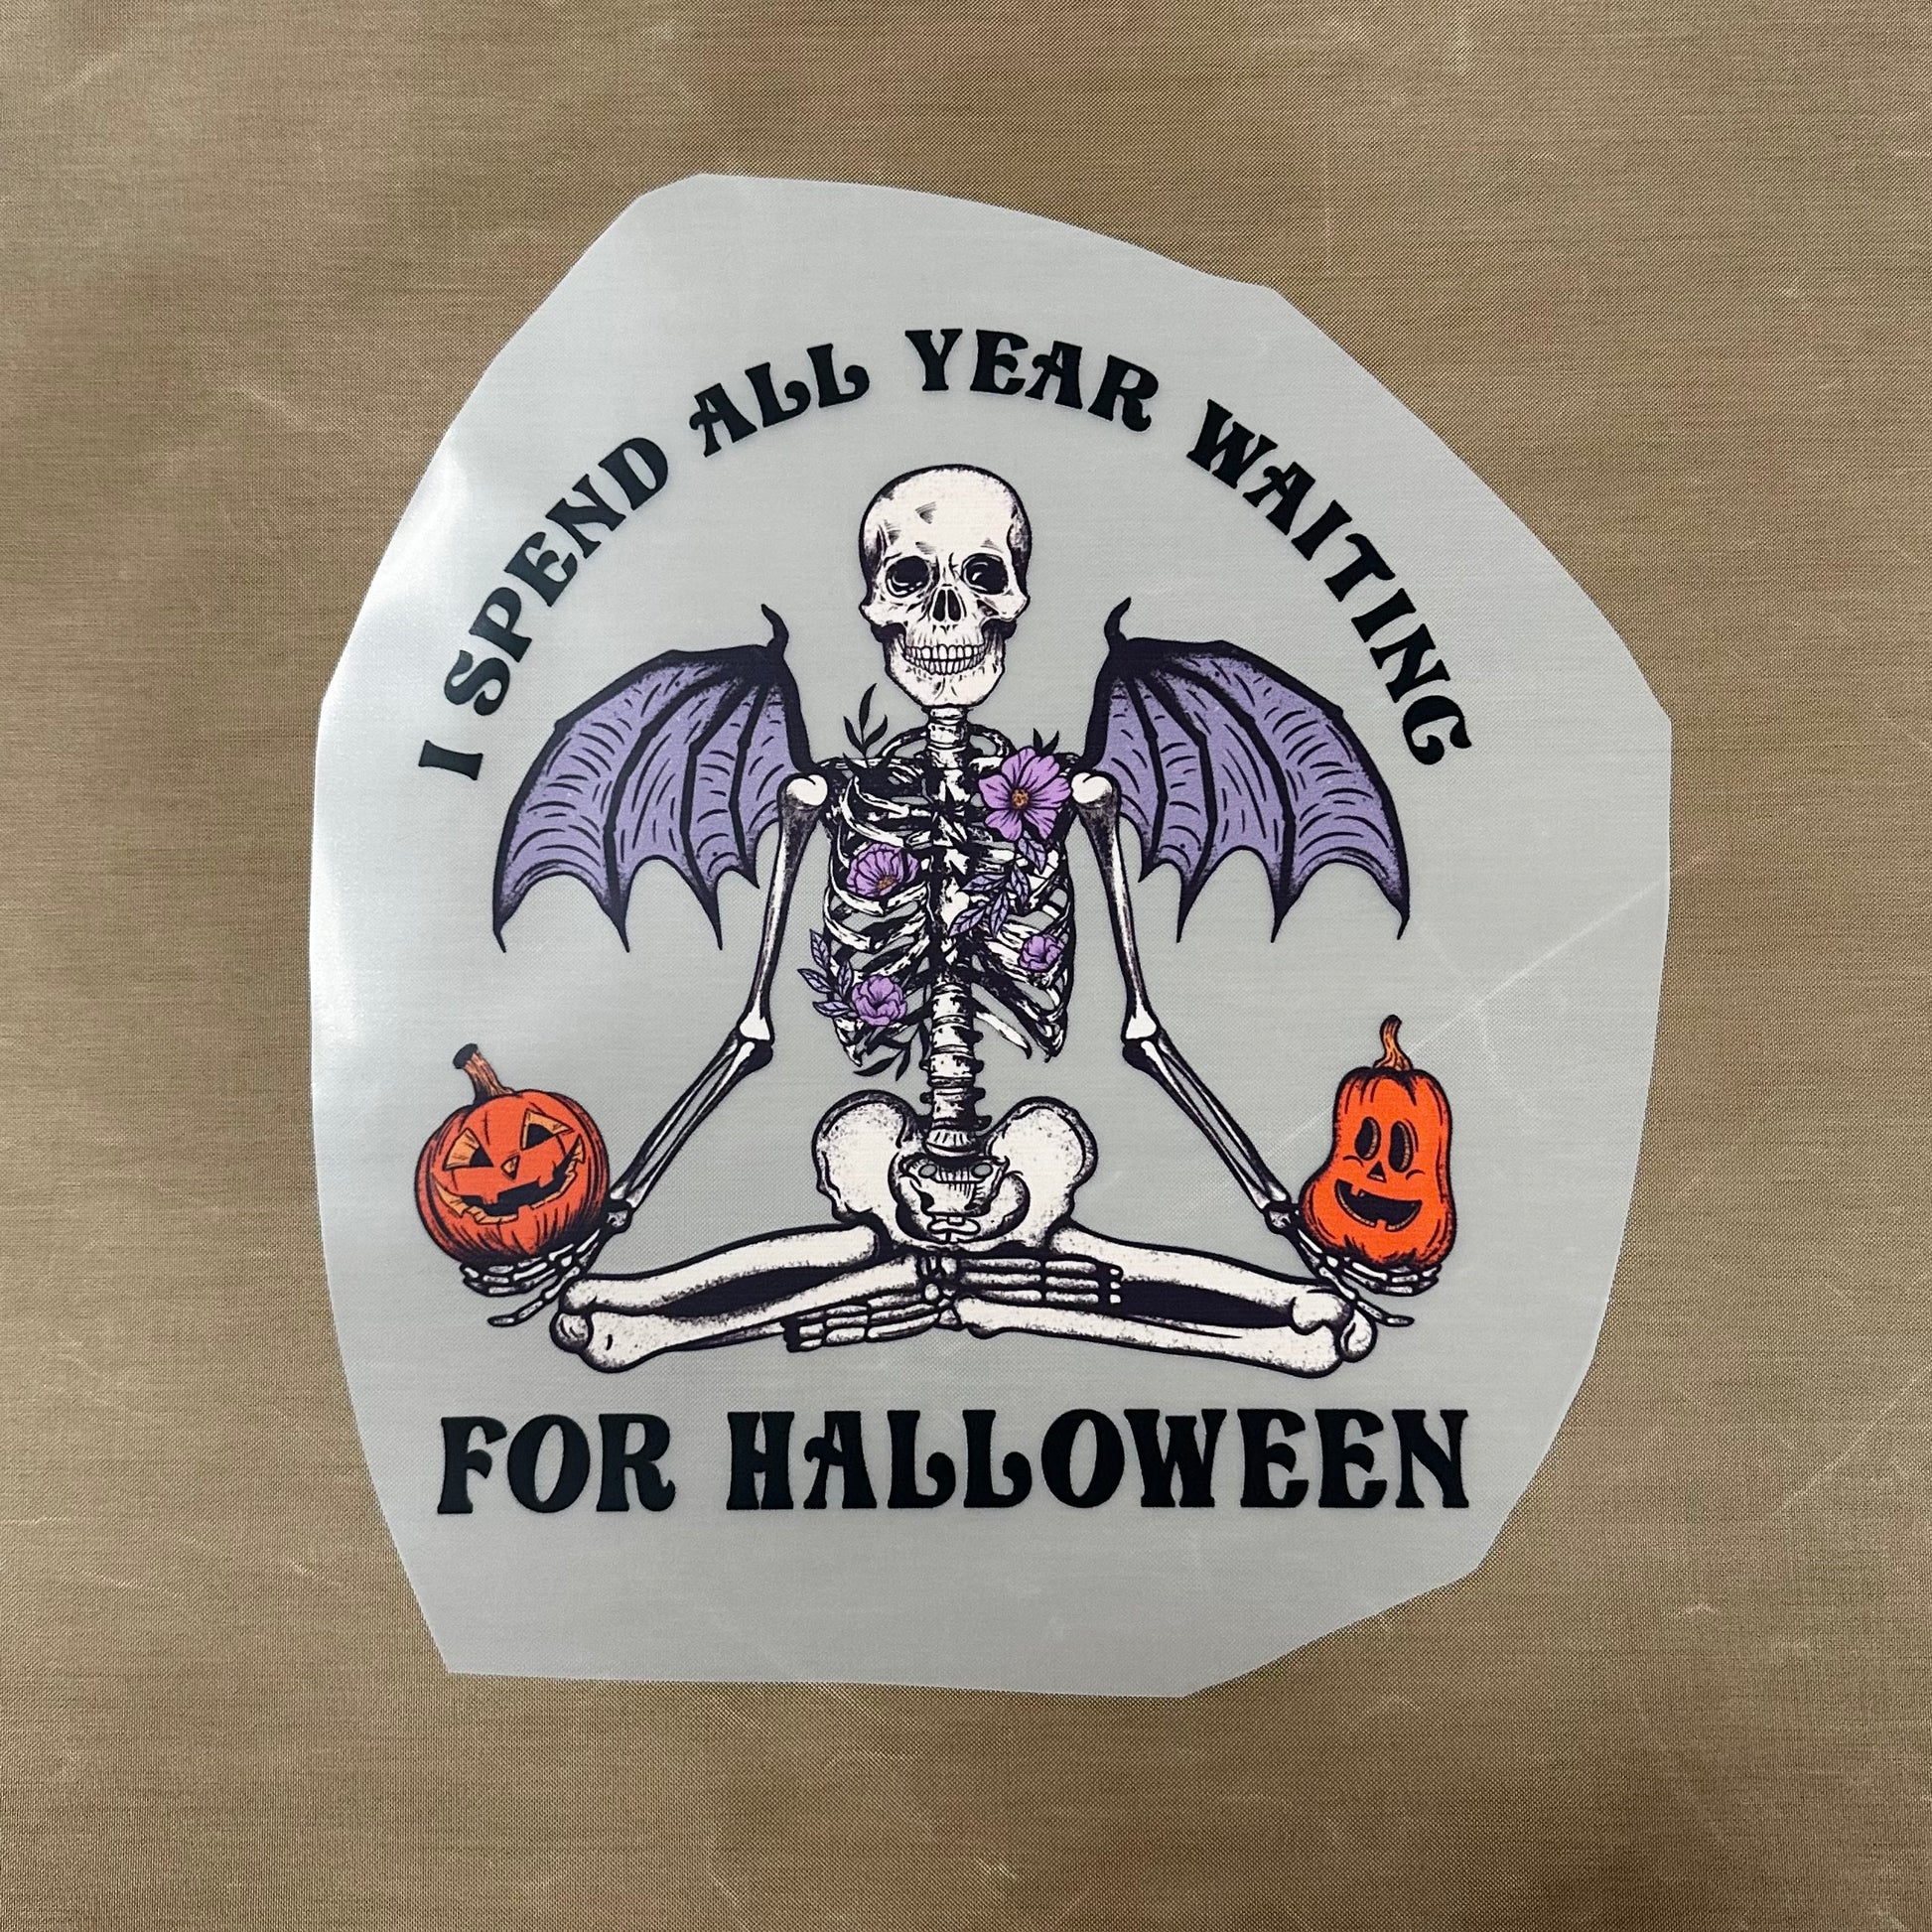 I SPEND ALL YEAR WAITING
FOR HALLOWEEN